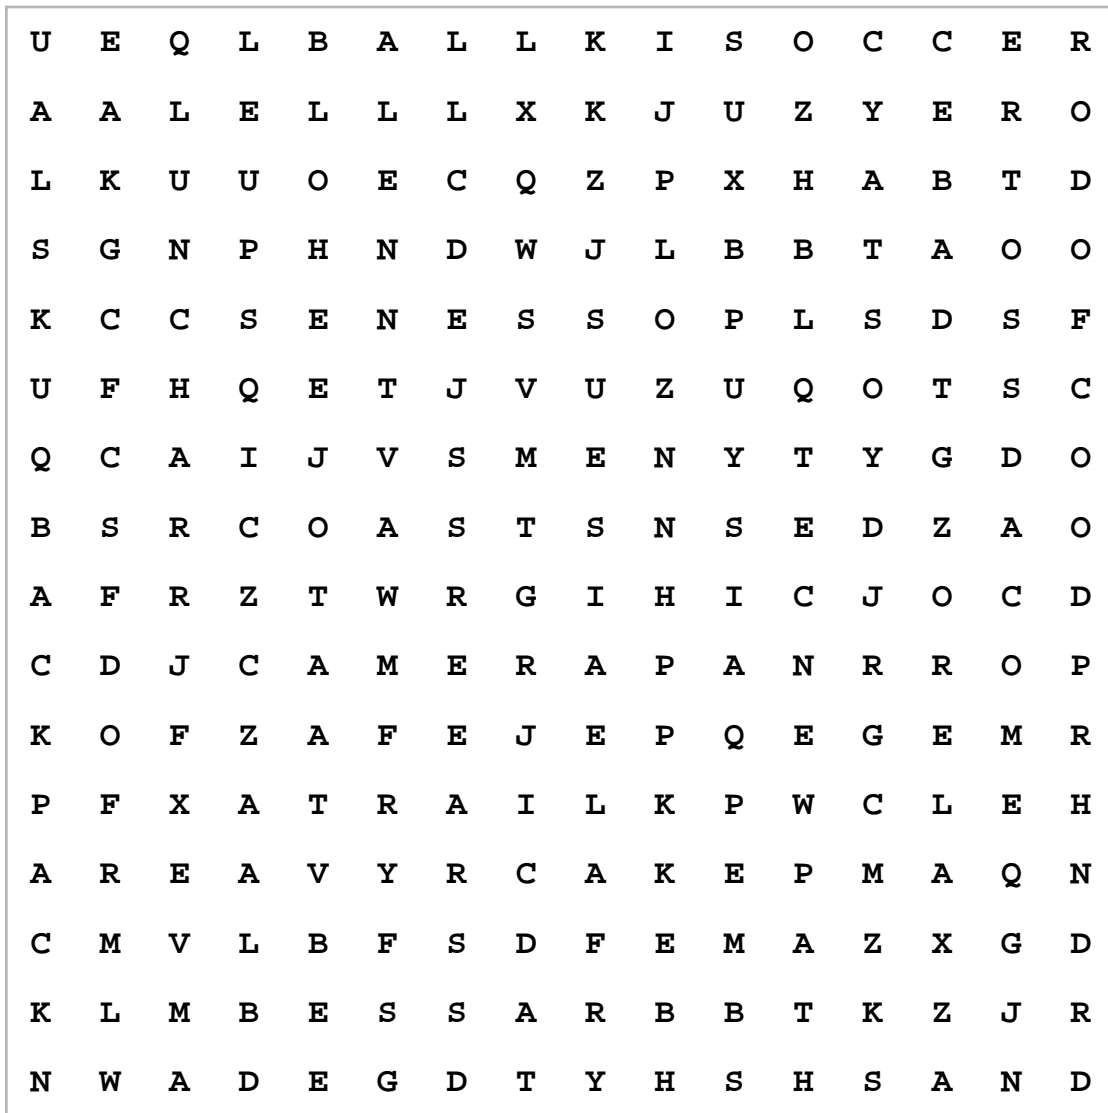 U E Q L B A L L K I S O C C E R
A A L E L L L X K J U Z Y E R O
L K U U O E C Q Z P X H A B T D
S G N P H N D W J L B B T A O O
K C C S E N E S S O P L S D S F
U F H Q E T J V U Z U Q O T S C
Q C A I J V S M E N Y T Y G D O
B S R C O A S T S N S E D Z A O
A F R Z T W R G I H I C J O C D
C D J C A M E R A P A N R R O P
K O F Z A F E J E P Q E G E M R
P F X A T R A I L K P W C L E H
A R E A V Y R C A K E P M A Q N
C M V L B F S D F E M A Z X G D
K L M B E S S A R B B T K Z J R
N W A D E G D T Y H S H S A N D